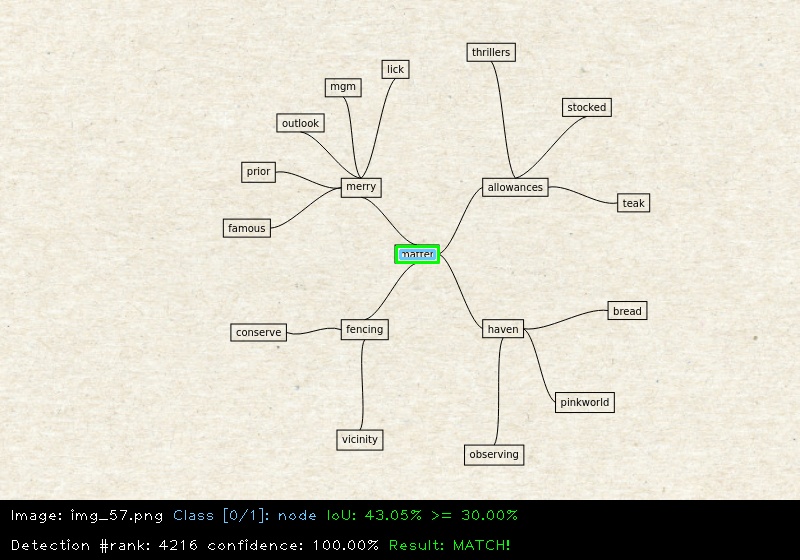 thrillers
lick
mgm
stocked
outlook
prior
merry
allowances
teak
famous
matter
bread
fencing
haven
conserve
pinkworld
vicinity
observing
Image: img_57.png Class [0/1]: node IoU: 43.05% >= 30.00%
Detection #rank: 4216 confidence: 100.00% Result: MATCH!